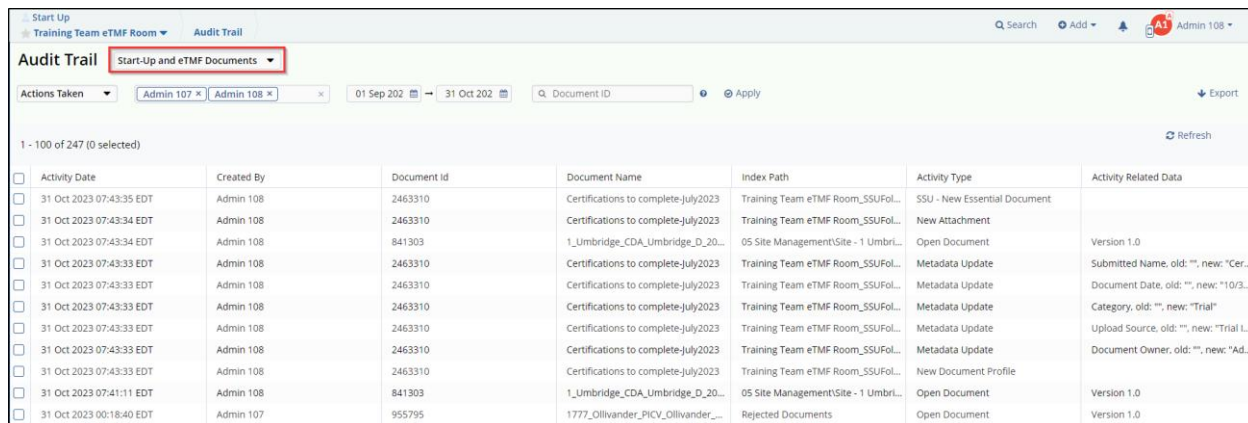 Start Up
Training Team eTMF Room Audit Trail
Search Add A1 A Admin 108
Audit Trail Start-Up and eTMF Documents
Actions Taken Admin 107 × Admin 108 × × 01 Sep 202 → 31 Oct 202 Document ID Apply Export
1 - 100 of 247 (0 selected) Refresh
Activity Date Created By Document Id Document Name Index Path Activity Type Activity Related Data
31 Oct 2023 07:43:35 EDT Admin 108 2463310 Certifications to complete-July2023 Training Team eTMF Room_SSUFol... SSU - New Essential Document
31 Oct 2023 07:43:34 EDT Admin 108 2463310 Certifications to complete-July2023 Training Team eTMF Room_SSUFol... New Attachment
31 Oct 2023 07:43:34 EDT Admin 108 841303 1_Umbridge_CDA_Umbridge_D_20... 05 Site Management\Site - 1 Umbri... Open Document Version 1.0
31 Oct 2023 07:43:33 EDT Admin 108 2463310 Certifications to complete-July2023 Training Team eTMF Room_SSUFol... Metadata Update Submitted Name, old: "", new: "Cer...
31 Oct 2023 07:43:33 EDT Admin 108 2463310 Certifications to complete-July2023 Training Team eTMF Room_SSUFol... Metadata Update Document Date, old: "", new: "10/3...
31 Oct 2023 07:43:33 EDT Admin 108 2463310 Certifications to complete-July2023 Training Team eTMF Room_SSUFol... Metadata Update Category, old: "", new: "Trial"
31 Oct 2023 07:43:33 EDT Admin 108 2463310 Certifications to complete-July2023 Training Team eTMF Room_SSUFol... Metadata Update Upload Source, old: "", new: "Trial I...
31 Oct 2023 07:43:33 EDT Admin 108 2463310 Certifications to complete-July2023 Training Team eTMF Room_SSUFol... Metadata Update Document Owner, old: "", new: "Ad...
31 Oct 2023 07:43:33 EDT Admin 108 2463310 Certifications to complete-July2023 Training Team eTMF Room_SSUFol... New Document Profile
31 Oct 2023 07:41:11 EDT Admin 108 841303 1_Umbridge_CDA_Umbridge_D_20... 05 Site Management\Site - 1 Umbri... Open Document Version 1.0
31 Oct 2023 00:18:40 EDT Admin 107 955795 1777_Ollivander_PICV_Ollivander_... Rejected Documents Open Document Version 1.0